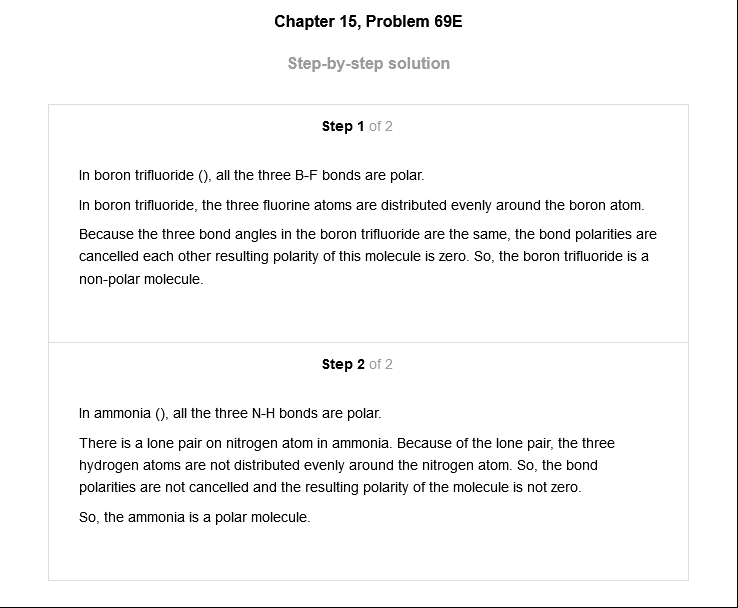 Chapter 15, Problem 69E
Step-by-step solution
Step 1 of 2
In boron trifluoride (), all the three B-F bonds are polar.
In boron trifluoride, the three fluorine atoms are distributed evenly around the boron atom.
Because the three bond angles in the boron trifluoride are the same, the bond polarities are
cancelled each other resulting polarity of this molecule is zero. So, the boron trifluoride is a
non-polar molecule.
Step 2 of 2
In ammonia (), all the three N-H bonds are polar.
There is a lone pair on nitrogen atom in ammonia. Because of the lone pair, the three
hydrogen atoms are not distributed evenly around the nitrogen atom. So, the bond
polarities are not cancelled and the resulting polarity of the molecule is not zero.
So, the ammonia is a polar molecule.